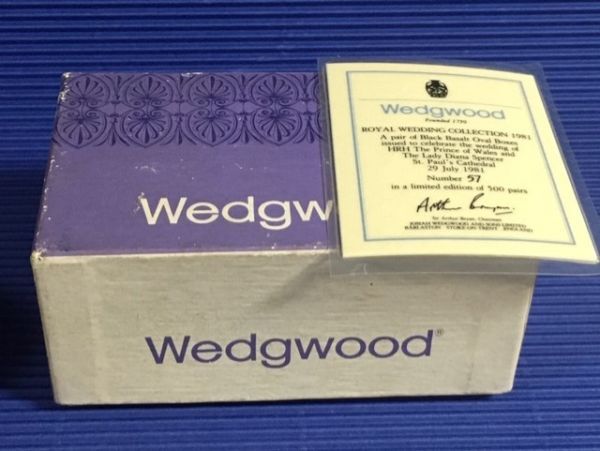 Wedgwood
Founded 1759
ROYAL WEDDING COLLECTION 1981
A pair of Black Basalt Oval Boxes
issued to celebrate the wedding of
HRH The Prince of Wales and
The Lady Diana Spencer
St. Paul's Cathedral
29 July 1981
Number 57
in a limited edition of 500 pairs
Sir Arthur Bryan, Chairman
JOSIAH WEDGWOOD AND SONS LIMITED
BARLASTON STOKE-ON-TRENT ENGLAND
Wedgw
Wedgwood®